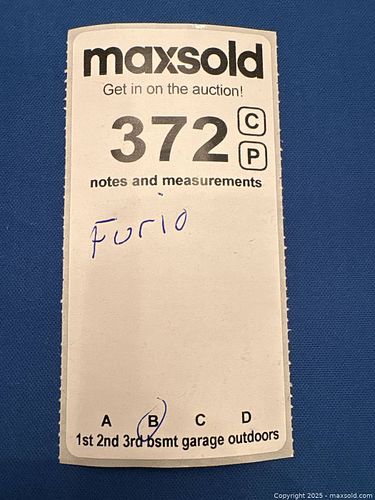 maxsold
Get in on the auction!
372 C
P
notes and measurements
Furio
A B C D
1st 2nd 3rd bsmt garage outdoors
Copyright © 2025 - maxsold.com